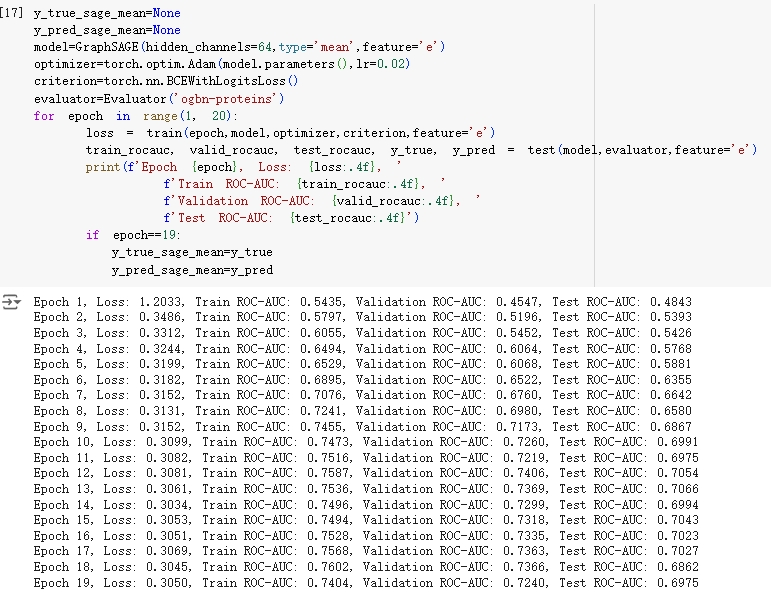 [17] y_true_sage_mean=None
y_pred_sage_mean=None
model=GraphSAGE(hidden_channels=64,type='mean',feature='e')
optimizer=torch.optim.Adam(model.parameters(),lr=0.02)
criterion=torch.nn.BCEWithLogitsLoss()
evaluator=Evaluator('ogbn-proteins')
for epoch in range(1, 20):
loss = train(epoch,model,optimizer,criterion,feature='e')
train_rocauc, valid_rocauc, test_rocauc, y_true, y_pred = test(model,evaluator,feature='e')
print(f'Epoch {epoch}, Loss: {loss:.4f}, '
f'Train ROC-AUC: {train_rocauc:.4f}, '
f'Validation ROC-AUC: {valid_rocauc:.4f}, '
f'Test ROC-AUC: {test_rocauc:.4f}')
if epoch==19:
y_true_sage_mean=y_true
y_pred_sage_mean=y_pred
Epoch 1, Loss: 1.2033, Train ROC-AUC: 0.5435, Validation ROC-AUC: 0.4547, Test ROC-AUC: 0.4843
Epoch 2, Loss: 0.3486, Train ROC-AUC: 0.5797, Validation ROC-AUC: 0.5196, Test ROC-AUC: 0.5393
Epoch 3, Loss: 0.3312, Train ROC-AUC: 0.6055, Validation ROC-AUC: 0.5452, Test ROC-AUC: 0.5426
Epoch 4, Loss: 0.3244, Train ROC-AUC: 0.6494, Validation ROC-AUC: 0.6064, Test ROC-AUC: 0.5768
Epoch 5, Loss: 0.3199, Train ROC-AUC: 0.6529, Validation ROC-AUC: 0.6068, Test ROC-AUC: 0.5881
Epoch 6, Loss: 0.3182, Train ROC-AUC: 0.6895, Validation ROC-AUC: 0.6522, Test ROC-AUC: 0.6355
Epoch 7, Loss: 0.3152, Train ROC-AUC: 0.7076, Validation ROC-AUC: 0.6760, Test ROC-AUC: 0.6642
Epoch 8, Loss: 0.3131, Train ROC-AUC: 0.7241, Validation ROC-AUC: 0.6980, Test ROC-AUC: 0.6580
Epoch 9, Loss: 0.3152, Train ROC-AUC: 0.7455, Validation ROC-AUC: 0.7173, Test ROC-AUC: 0.6867
Epoch 10, Loss: 0.3099, Train ROC-AUC: 0.7473, Validation ROC-AUC: 0.7260, Test ROC-AUC: 0.6991
Epoch 11, Loss: 0.3082, Train ROC-AUC: 0.7516, Validation ROC-AUC: 0.7219, Test ROC-AUC: 0.6975
Epoch 12, Loss: 0.3081, Train ROC-AUC: 0.7587, Validation ROC-AUC: 0.7406, Test ROC-AUC: 0.7054
Epoch 13, Loss: 0.3061, Train ROC-AUC: 0.7536, Validation ROC-AUC: 0.7369, Test ROC-AUC: 0.7066
Epoch 14, Loss: 0.3034, Train ROC-AUC: 0.7496, Validation ROC-AUC: 0.7299, Test ROC-AUC: 0.6994
Epoch 15, Loss: 0.3053, Train ROC-AUC: 0.7494, Validation ROC-AUC: 0.7318, Test ROC-AUC: 0.7043
Epoch 16, Loss: 0.3051, Train ROC-AUC: 0.7528, Validation ROC-AUC: 0.7335, Test ROC-AUC: 0.7023
Epoch 17, Loss: 0.3069, Train ROC-AUC: 0.7568, Validation ROC-AUC: 0.7363, Test ROC-AUC: 0.7027
Epoch 18, Loss: 0.3045, Train ROC-AUC: 0.7602, Validation ROC-AUC: 0.7366, Test ROC-AUC: 0.6862
Epoch 19, Loss: 0.3050, Train ROC-AUC: 0.7404, Validation ROC-AUC: 0.7240, Test ROC-AUC: 0.6975